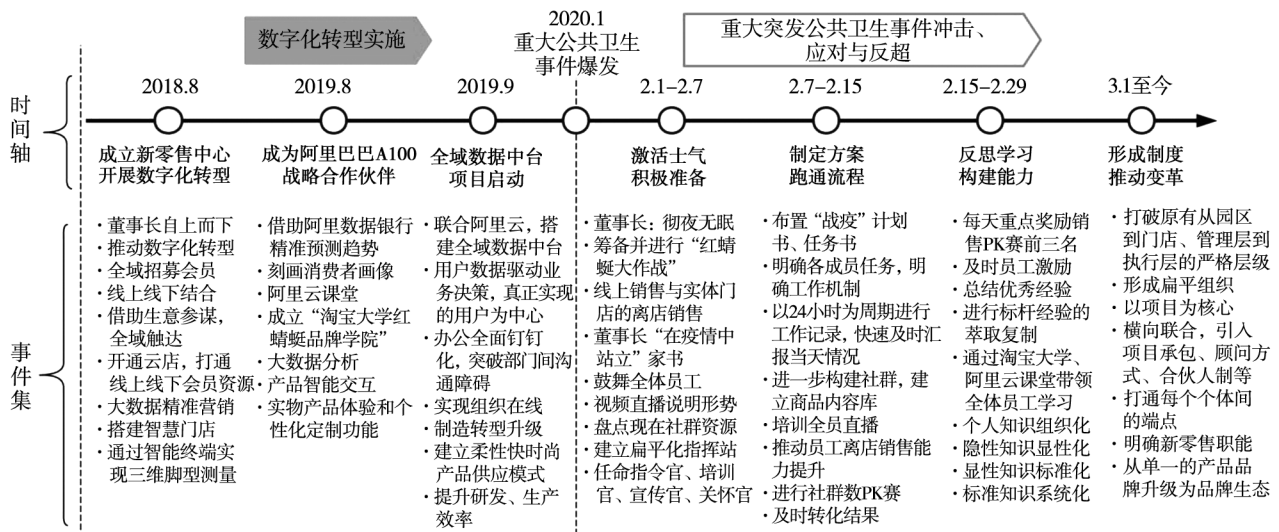 数字化转型实施
2020.1
重大公共卫生
事件爆发
重大突发公共卫生事件冲击、
应对与反超
时间轴
2018.8
2019.8
2019.9
2.1-2.7
2.7-2.15
2.15-2.29
3.1至今
成立新零售中心
开展数字化转型
成为阿里巴巴A100
战略合作伙伴
全域数据中台
项目启动
激活士气
积极准备
制定方案
跑通流程
反思学习
构建能力
形成制度
推动变革
事件集
·董事长自上而下
·推动数字化转型
·全域招募会员
·线上线下结合
·借助生意参谋,
全域触达
·开通云店，打通
线上线下会员资源
·大数据精准营销
·搭建智慧门店
·通过智能终端实
现三维脚型测量
·借助阿里数据银行
精准预测趋势
·刻画消费者画像
·阿里云课堂
·成立“淘宝大学红
蜻蜓品牌学院”
·大数据分析
·产品智能交互
·实物产品体验和个
性化定制功能
·联合阿里云，搭
建全域数据中台
·用户数据驱动业
务决策，真正实现
的用户为中心
·办公全面钉钉
化，突破部门间沟
通障碍
·实现组织在线
·制造转型升级
·建立柔性快时尚
产品供应模式
·提升研发、生产
效率
·董事长：彻夜无眠
·筹备并进行“红蜻
蜓大作战”
·线上销售与实体门
店的离店销售
·董事长“在疫情中
站立”家书
·鼓舞全体员工
·视频直播说明形势
·盘点现在社群资源
·建立扁平化指挥站
·任命指令官、培训
官、宣传官、关怀官
·布置“战疫”计划
书、任务书
·明确各成员任务，明
确工作机制
·以24小时为周期进行
工作记录，快速及时汇
报当天情况
·进一步构建社群，建
立商品内容库
·培训全员直播
·推动员工离店销售能
力提升
·进行社群数PK赛
·及时转化结果
·每天重点奖励销
售PK赛前三名
·及时员工激励
·总结优秀经验
·进行标杆经验的
萃取复制
·通过淘宝大学、
阿里云课堂带领
全体员工学习
·个人知识组织化
·隐性知识显性化
·显性知识标准化
·标准知识系统化
·打破原有从园区
到门店、管理层到
执行层的严格层级
·形成扁平组织
·以项目为核心
·横向联合，引入
项目承包、顾问方
式、合伙人制等
·打通每个个体间
的端点
·明确新零售职能
·从单一的产品品
牌升级为品牌生态